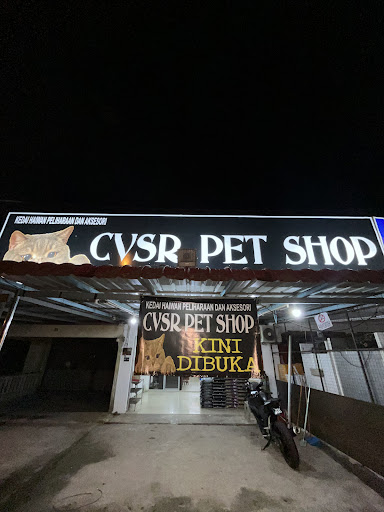 KEDAI HAIWAN PELIHARAAN DAN AKSESORI
CVSR PET SHOP
KEDAI HAIWAN PELIHARAAN DAN AKSESORI
CVSR PET SHOP
KINI
DIBUKA